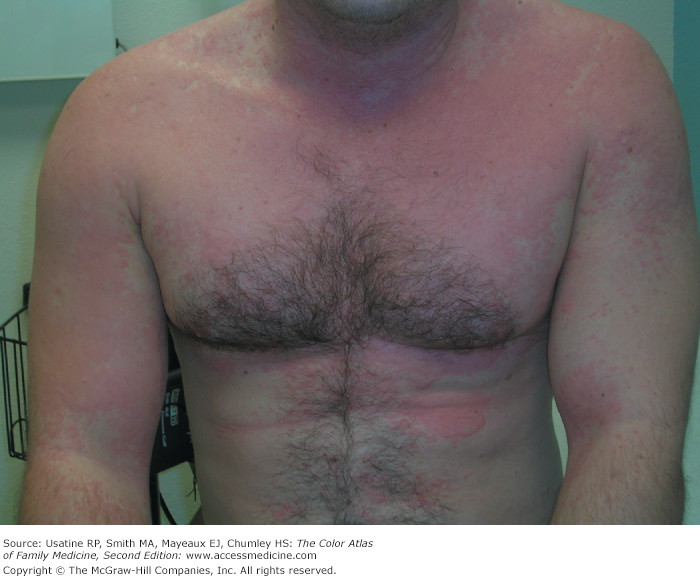 Source: Usatine RP, Smith MA, Mayeaux EJ, Chumley HS: The Color Atlas
of Family Medicine, Second Edition: www.accessmedicine.com
Copyright © The McGraw-Hill Companies, Inc. All rights reserved.